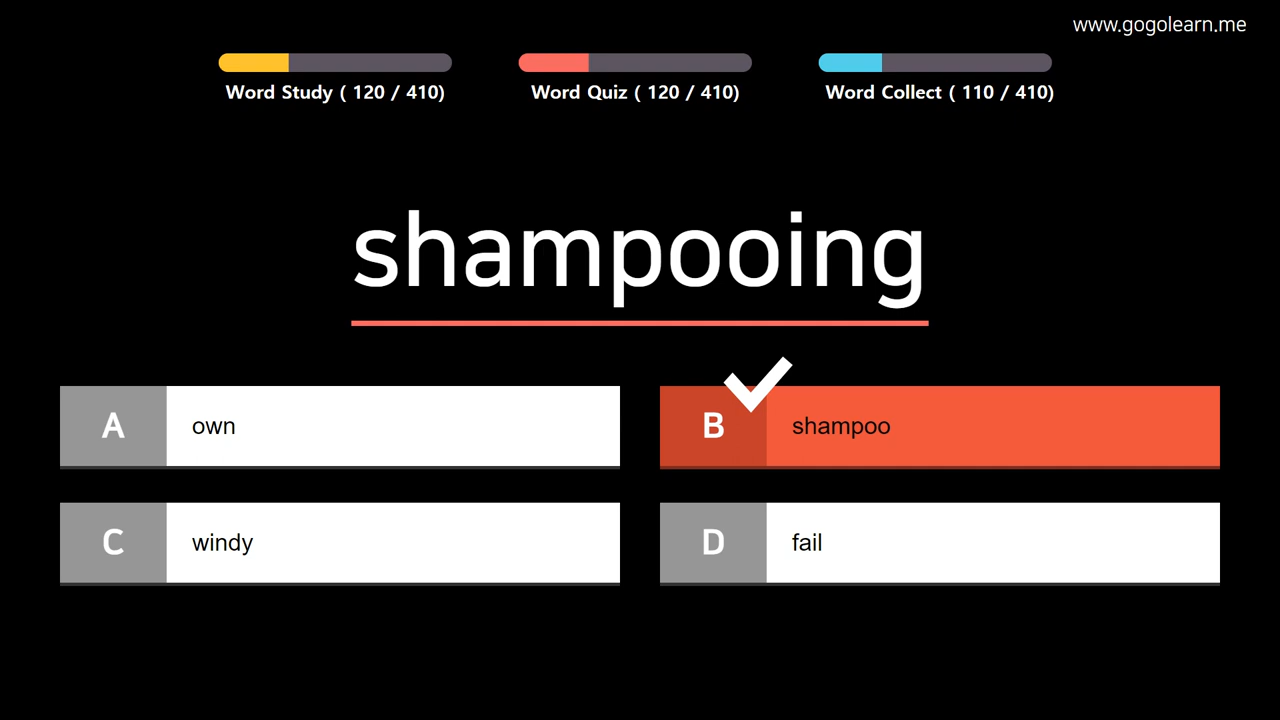 www.gogolearn.me
Word Study ( 120 / 410)
Word Quiz ( 120 / 410)
Word Collect ( 110 / 410)
shampooing
A own
B shampoo
C windy
D fail